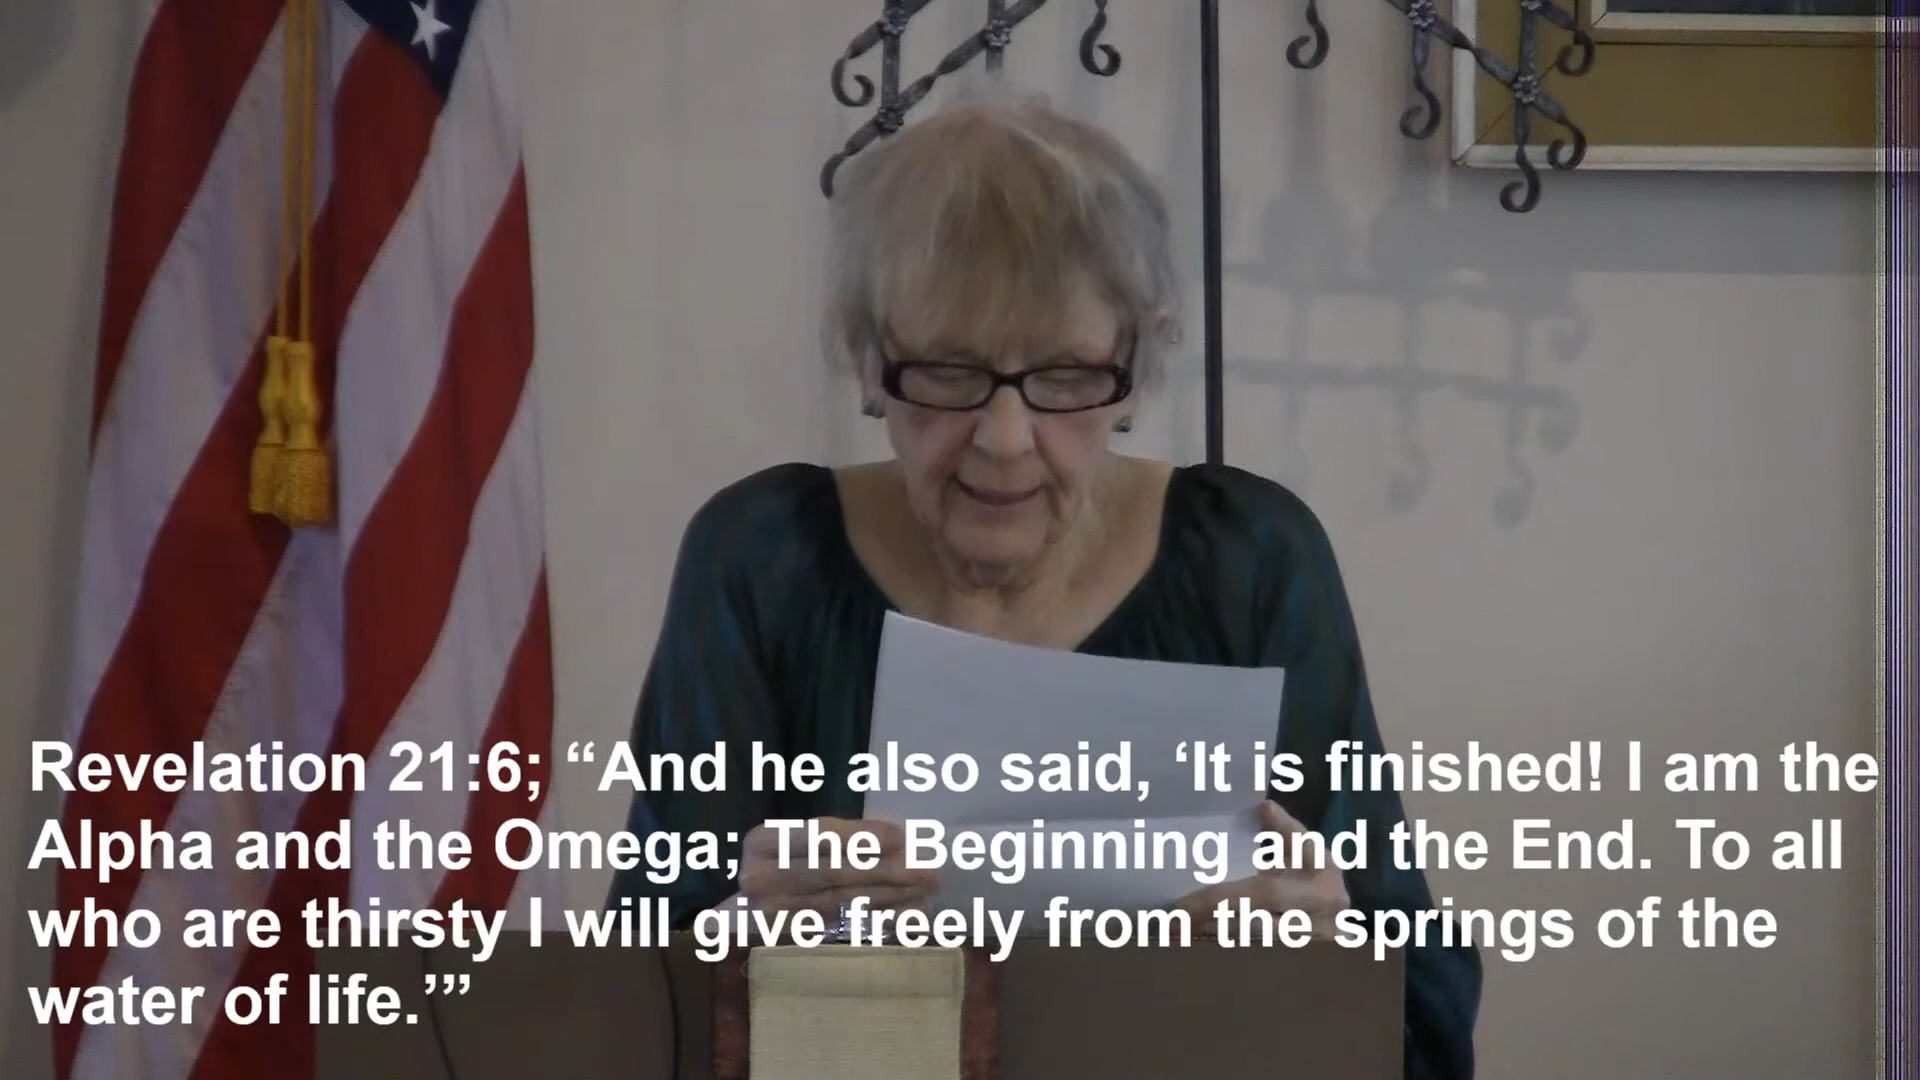 Revelation 21:6; “And he also said, ‘It is finished! I am the
Alpha and the Omega; The Beginning and the End. To all
who are thirsty I will give freely from the springs of the
water of life.’”